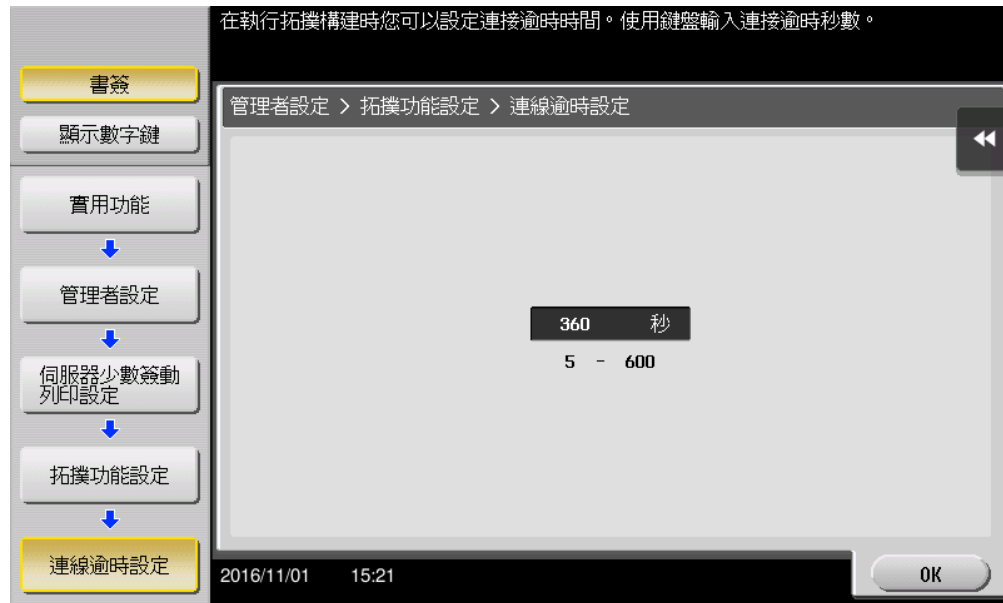 在執行拓撲構建時您可以設定連接逾時時間。使用鍵盤輸入連接逾時秒數。
書簽
顯示數字鍵
管理者設定 > 拓撲功能設定 > 連線逾時設定
實用功能
管理者設定
伺服器少數簽動
列印設定
拓撲功能設定
連線逾時設定
360 秒
5 - 600
2016/11/01 15:21
OK